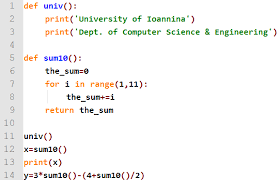 1 def univ():
2     print('University of Ioannina')
3     print('Dept. of Computer Science & Engineering')
4
5 def sum10():
6     the_sum=0
7     for i in range(1,11):
8         the_sum+=i
9     return the_sum
10
11 univ()
12 x=sum10()
13 print(x)
14 y=3*sum10()-(4+sum10()/2)